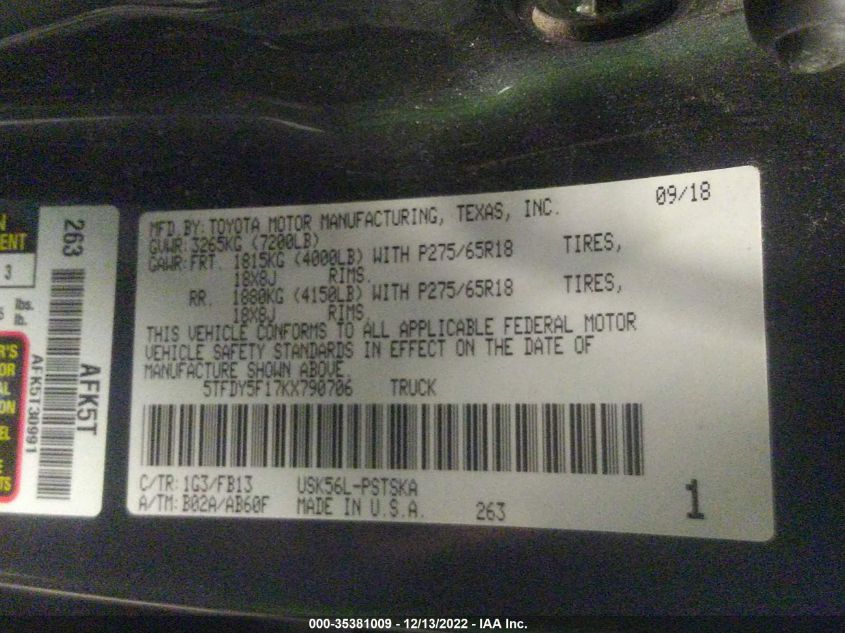 09/18
MFD.BY:TOYOTA MOTOR MANUFACTURING, TEXAS, INC.
GVWR:3265KG (7200LB)
GAWR:FRT. 1815KG (4000LB) WITH P275/65R18 TIRES,
18X8J RIMS,
RR. 1880KG (4150LB) WITH P275/65R18 TIRES,
18X8J RIMS,
THIS VEHICLE CONFORMS TO ALL APPLICABLE FEDERAL MOTOR
VEHICLE SAFETY STANDARDS IN EFFECT ON THE DATE OF
MANUFACTURE SHOWN ABOVE.
5TFDY5F17KX790706 TRUCK
C/TR:1G3/FB13 USK56L-PSTSKA
A/TM:B02A/AB60F MADE IN U.S.A. 263 1
263
AFK5T
AFK5T30991
3
lbs.
lb.
000-35381009 - 12/13/2022 - IAA Inc.